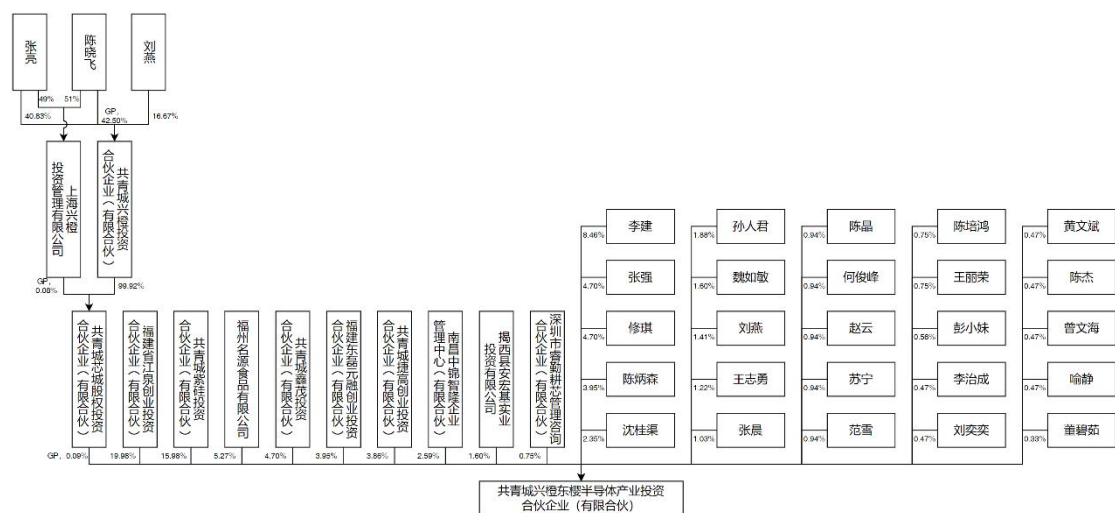 张亮
陈晓飞
刘燕
49%
51%
40.83%
GP,
42.50%
16.67%
上海兴橙
投资管理有限公司
共青城兴橙投资
合伙企业（有限合伙）
GP,
0.08%
99.92%
共青城芯城股权投资
合伙企业（有限合伙）
福建省江泉创业投资
合伙企业（有限合伙）
共青城紫硅投资
合伙企业（有限合伙）
福州名源食品有限公司
共青城鑫茂投资
合伙企业（有限合伙）
福建东磊元融创业投资
合伙企业（有限合伙）
共青城捷高创业投资
合伙企业（有限合伙）
南昌中锦智隆企业
管理中心（有限合伙）
揭西县安宏基实业
投资有限公司
深圳市睿勤耕芯管理咨询
合伙企业（有限合伙）
GP,
0.09%
19.98%
15.98%
5.27%
4.70%
3.95%
3.86%
2.59%
1.60%
0.75%
8.46%
李建
1.88%
孙人君
0.94%
陈晶
0.75%
陈培鸿
0.47%
黄文斌
4.70%
张强
1.60%
魏如敏
0.94%
何俊峰
0.75%
王丽荣
0.47%
陈杰
4.70%
修琪
1.41%
刘燕
0.94%
赵云
0.56%
彭小妹
0.47%
曾文海
3.95%
陈炳森
1.22%
王志勇
0.94%
苏宁
0.47%
李治成
0.47%
喻静
2.35%
沈桂渠
1.03%
张晨
0.94%
范雪
0.47%
刘奕奕
0.33%
董碧茹
共青城兴橙东樱半导体产业投资
合伙企业（有限合伙）